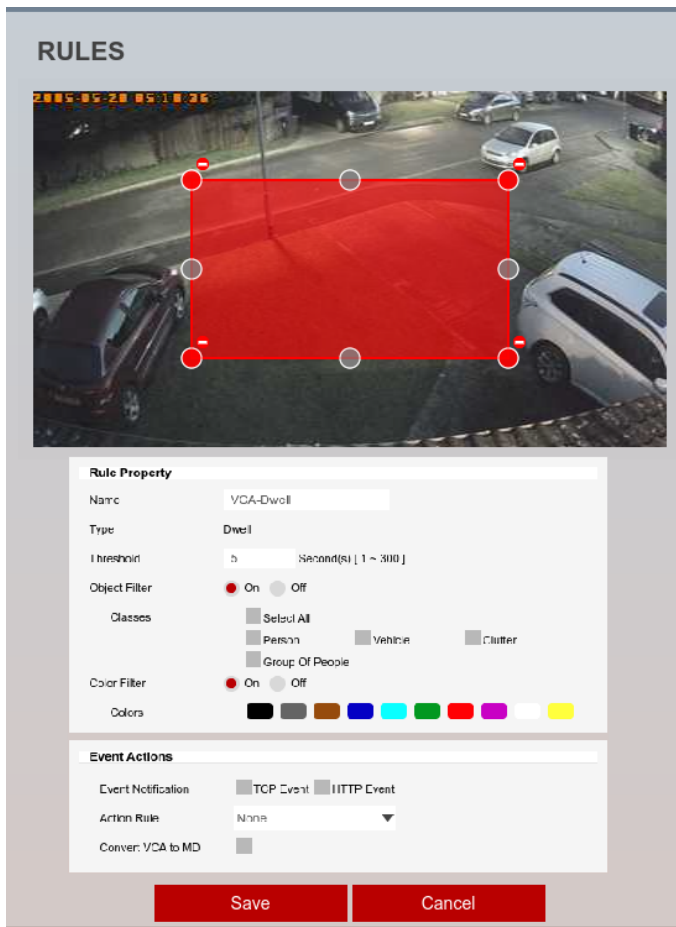 RULES
2005-05-20 05:10:26
Rule Property
Name VCA-Dwell
Type Dwell
Threshold 5 Second(s) [ 1 ~ 300 ]
Object Filter On Off
Classes Select All
Person Vehicle Clutter
Group Of People
Color Filter On Off
Colors
Event Actions
Event Notification TCP Event HTTP Event
Action Rule None
Convert VCA to MD
Save Cancel